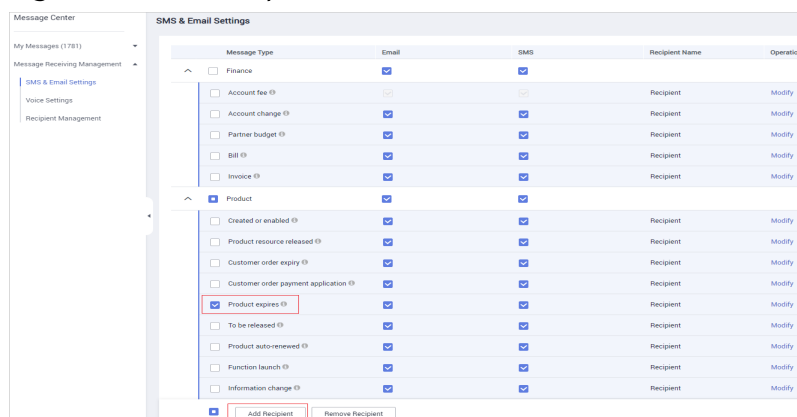 Message Center
SMS & Email Settings
My Messages (1781)
Message Receiving Management
SMS & Email Settings
Voice Settings
Recipient Management
Message Type Email SMS Recipient Name Operatio
Finance
Account fee Recipient Modify
Account change Recipient Modify
Partner budget Recipient Modify
Bill Recipient Modify
Invoice Recipient Modify
Product
Created or enabled Recipient Modify
Product resource released Recipient Modify
Customer order expiry Recipient Modify
Customer order payment application Recipient Modify
Product expires Recipient Modify
To be released Recipient Modify
Product auto-renewed Recipient Modify
Function launch Recipient Modify
Information change Recipient Modify
Add Recipient Remove Recipient